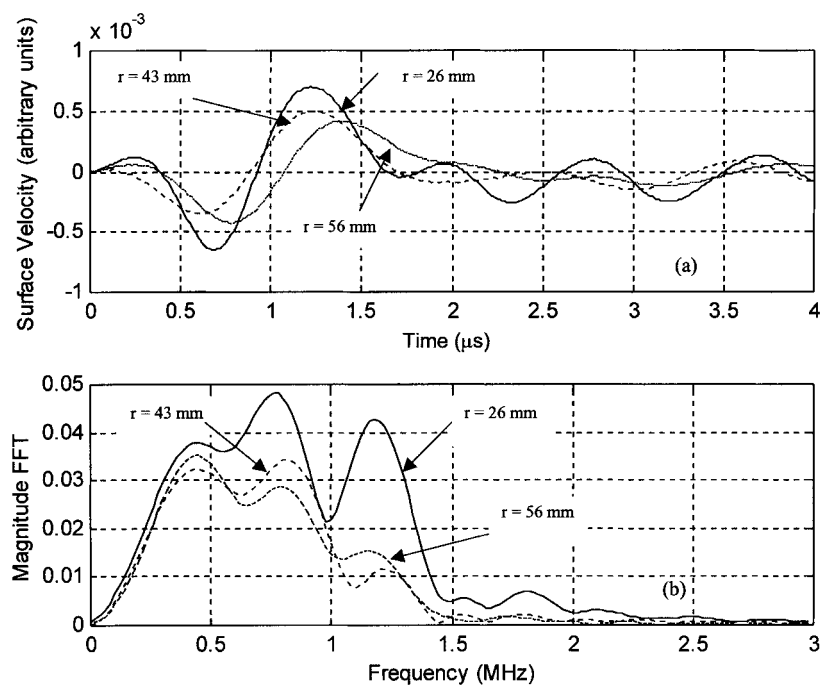 x 10⁻³
1
0.5
0
-0.5
-1
Surface Velocity (arbitrary units)
r = 43 mm
r = 26 mm
r = 56 mm
(a)
0 0.5 1 1.5 2 2.5 3 3.5 4
Time (μs)
0.05
0.04
0.03
0.02
0.01
0
Magnitude FFT
r = 43 mm
r = 26 mm
r = 56 mm
(b)
0 0.5 1 1.5 2 2.5 3
Frequency (MHz)